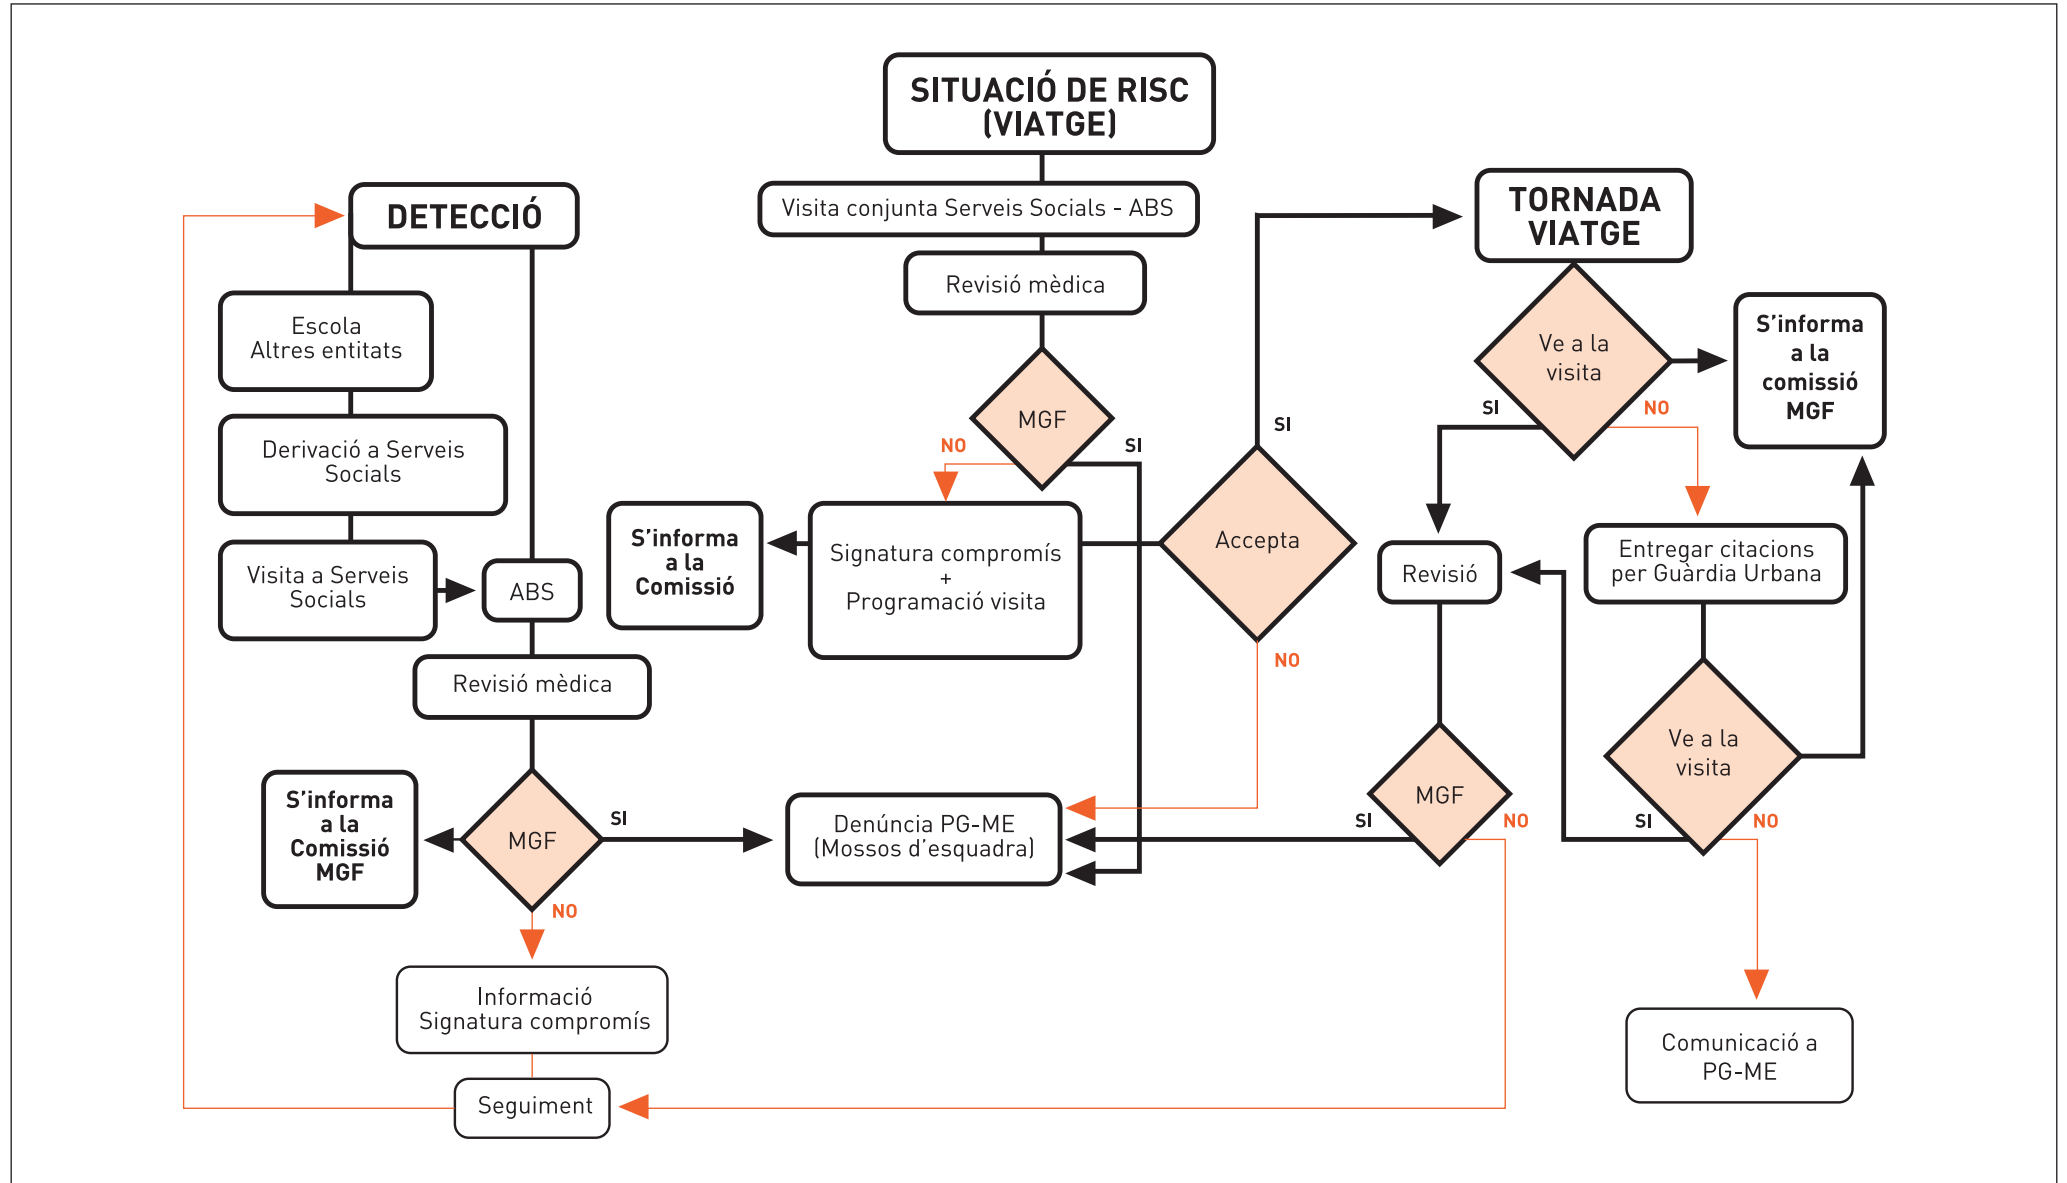 SITUACIÓ DE RISC
(VIATGE)
Visita conjunta Serveis Socials - ABS
Revisió mèdica
MGF
NO
SI
Signatura compromís
+
Programació visita
S'informa
a la
Comissió
Accepta
SI
NO
DETECCIÓ
Escola
Altres entitats
Derivació a Serveis
Socials
Visita a Serveis
Socials
ABS
Revisió mèdica
MGF
SI
NO
S'informa
a la
Comissió
MGF
Denúncia PG-ME
(Mossos d'esquadra)
Informació
Signatura compromís
Seguiment
TORNADA
VIATGE
Ve a la
visita
SI
NO
S'informa
a la
comissió
MGF
Revisió
Entregar citacions
per Guàrdia Urbana
MGF
SI
NO
Ve a la
visita
SI
NO
Comunicació a
PG-ME